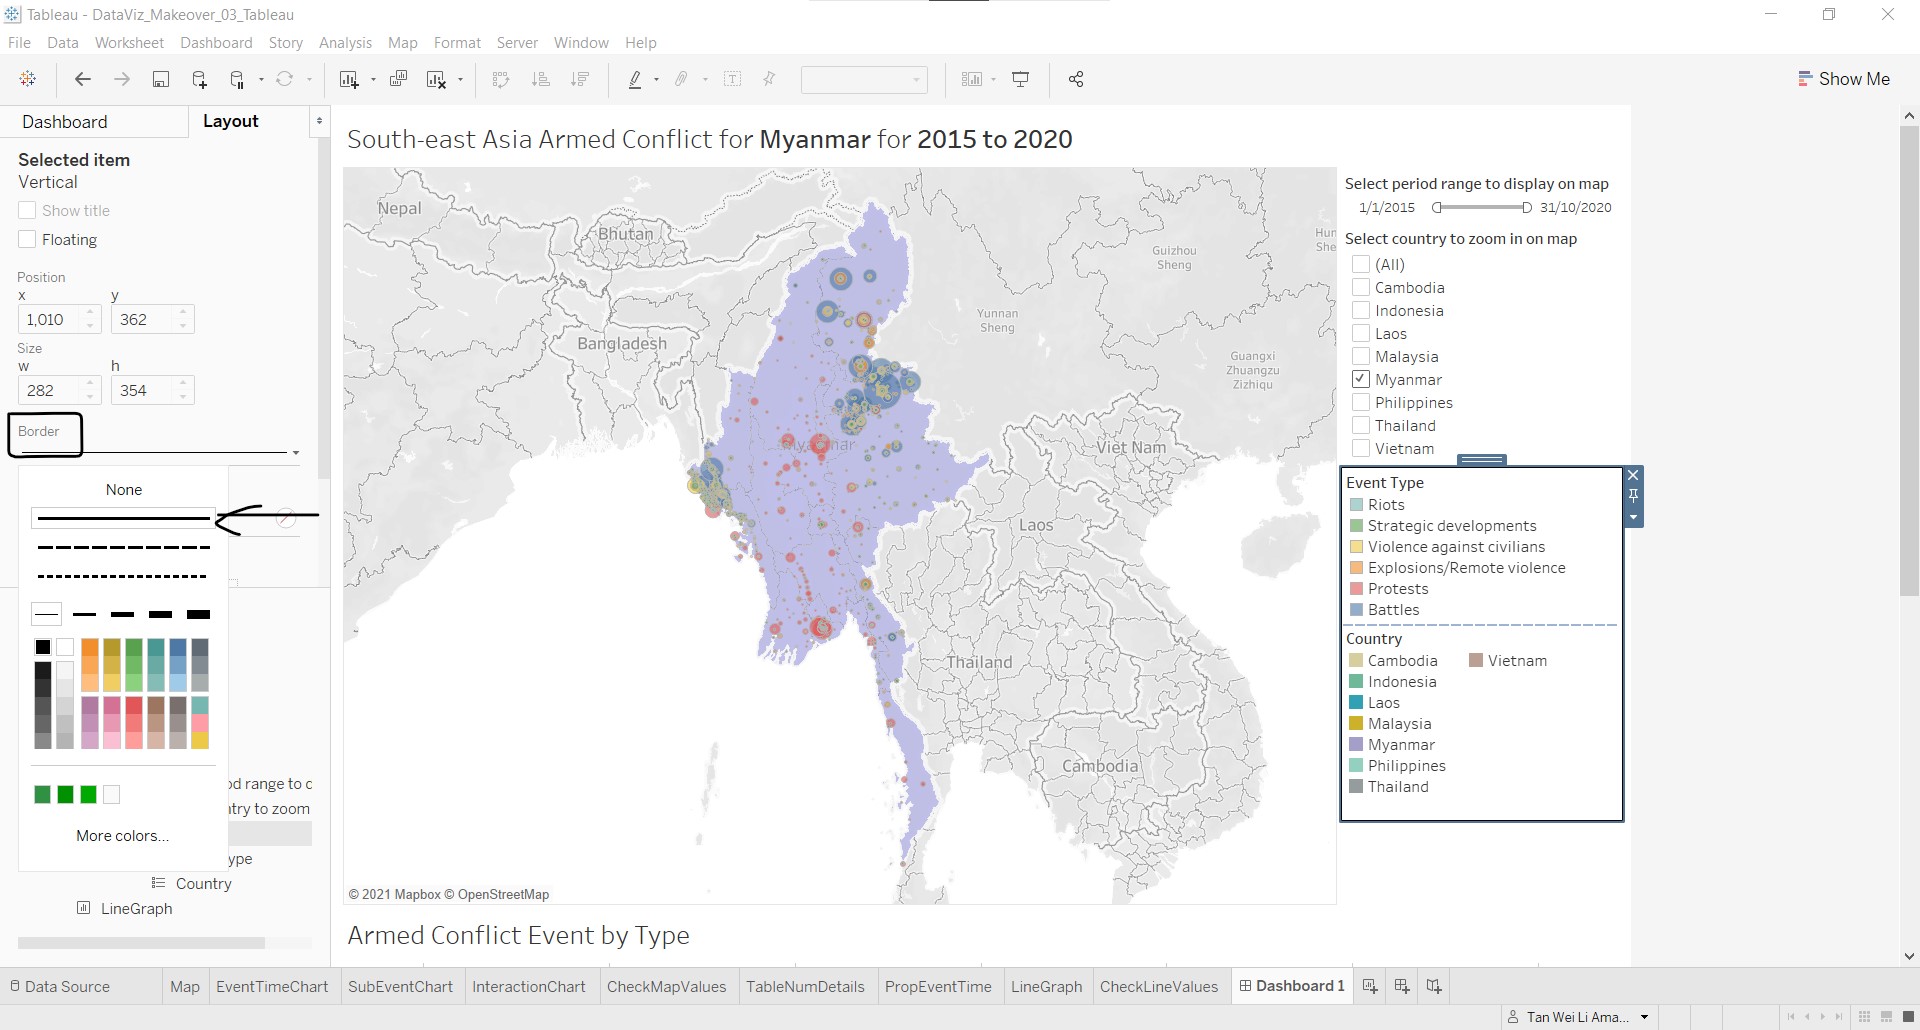 Tableau - DataViz_Makeover_03_Tableau
File Data Worksheet Dashboard Story Analysis Map Format Server Window Help
Show Me
Dashboard
Layout
Selected item
Vertical
Show title
Floating
Position
x y
1,010 362
Size
w h
282 354
Border
None
More colors...
od range to c
ntry to zoom
ype
Country
LineGraph
South-east Asia Armed Conflict for Myanmar for 2015 to 2020
Nepal
Bhutan
Bangladesh
Guizhou
Sheng
Hun
She
Yunnan
Sheng
Guangxi
Zhuangzu
Zizhiqu
Myanmar
Viet Nam
Laos
Thailand
Cambodia
© 2021 Mapbox © OpenStreetMap
Select period range to display on map
1/1/2015 31/10/2020
Select country to zoom in on map
(All)
Cambodia
Indonesia
Laos
Malaysia
Myanmar
Philippines
Thailand
Vietnam
Event Type
Riots
Strategic developments
Violence against civilians
Explosions/Remote violence
Protests
Battles
Country
Cambodia Vietnam
Indonesia
Laos
Malaysia
Myanmar
Philippines
Thailand
Armed Conflict Event by Type
Data Source Map EventTimeChart SubEventChart InteractionChart CheckMapValues TableNumDetails PropEventTime LineGraph CheckLineValues Dashboard 1
Tan Wei Li Ama...